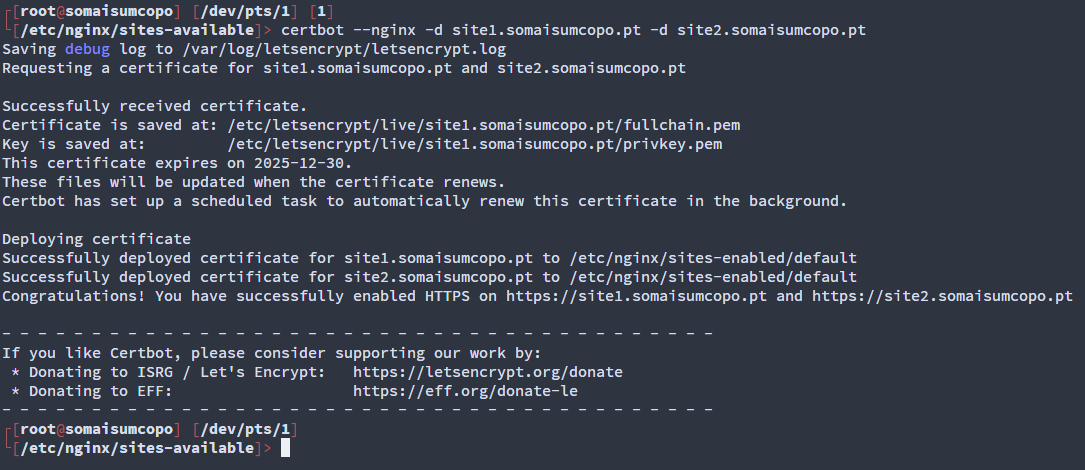 ┌[root@somaisumcopo] [/dev/pts/1] [1]
└[/etc/nginx/sites-available]> certbot --nginx -d site1.somaisumcopo.pt -d site2.somaisumcopo.pt
Saving debug log to /var/log/letsencrypt/letsencrypt.log
Requesting a certificate for site1.somaisumcopo.pt and site2.somaisumcopo.pt

Successfully received certificate.
Certificate is saved at: /etc/letsencrypt/live/site1.somaisumcopo.pt/fullchain.pem
Key is saved at:         /etc/letsencrypt/live/site1.somaisumcopo.pt/privkey.pem
This certificate expires on 2025-12-30.
These files will be updated when the certificate renews.
Certbot has set up a scheduled task to automatically renew this certificate in the background.

Deploying certificate
Successfully deployed certificate for site1.somaisumcopo.pt to /etc/nginx/sites-enabled/default
Successfully deployed certificate for site2.somaisumcopo.pt to /etc/nginx/sites-enabled/default
Congratulations! You have successfully enabled HTTPS on https://site1.somaisumcopo.pt and https://site2.somaisumcopo.pt

- - - - - - - - - - - - - - - - - - - - - - - - - - - - - - - - - - - - - - - -
If you like Certbot, please consider supporting our work by:
 * Donating to ISRG / Let's Encrypt:   https://letsencrypt.org/donate
 * Donating to EFF:                    https://eff.org/donate-le
- - - - - - - - - - - - - - - - - - - - - - - - - - - - - - - - - - - - - - - -
┌[root@somaisumcopo] [/dev/pts/1]
└[/etc/nginx/sites-available]>